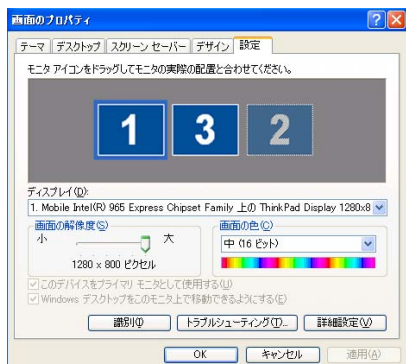 画面のプロパティ
テーマ デスクトップ スクリーン セーバー デザイン 設定
モニタ アイコンをドラッグしてモニタの実際の配置と合わせてください。
1 3 2
ディスプレイ(D):
1. Mobile Intel(R) 965 Express Chipset Family 上の ThinkPad Display 1280x8
画面の解像度(S)
小 大
1280 x 800 ピクセル
画面の色(C)
中 (16 ビット)
このデバイスをプライマリ モニタとして使用する(U)
Windows デスクトップをこのモニタ上で移動できるようにする(E)
識別(I) トラブルシューティング(T)... 詳細設定(V)
OK キャンセル 適用(A)